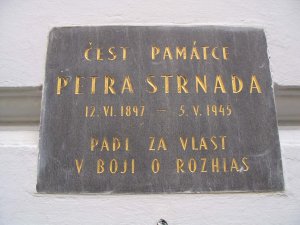 ČEST PAMÁTCE
PETRA STRNADA
12. VI. 1897 — 5. V. 1945
PADL ZA VLAST
V BOJI O ROZHLAS